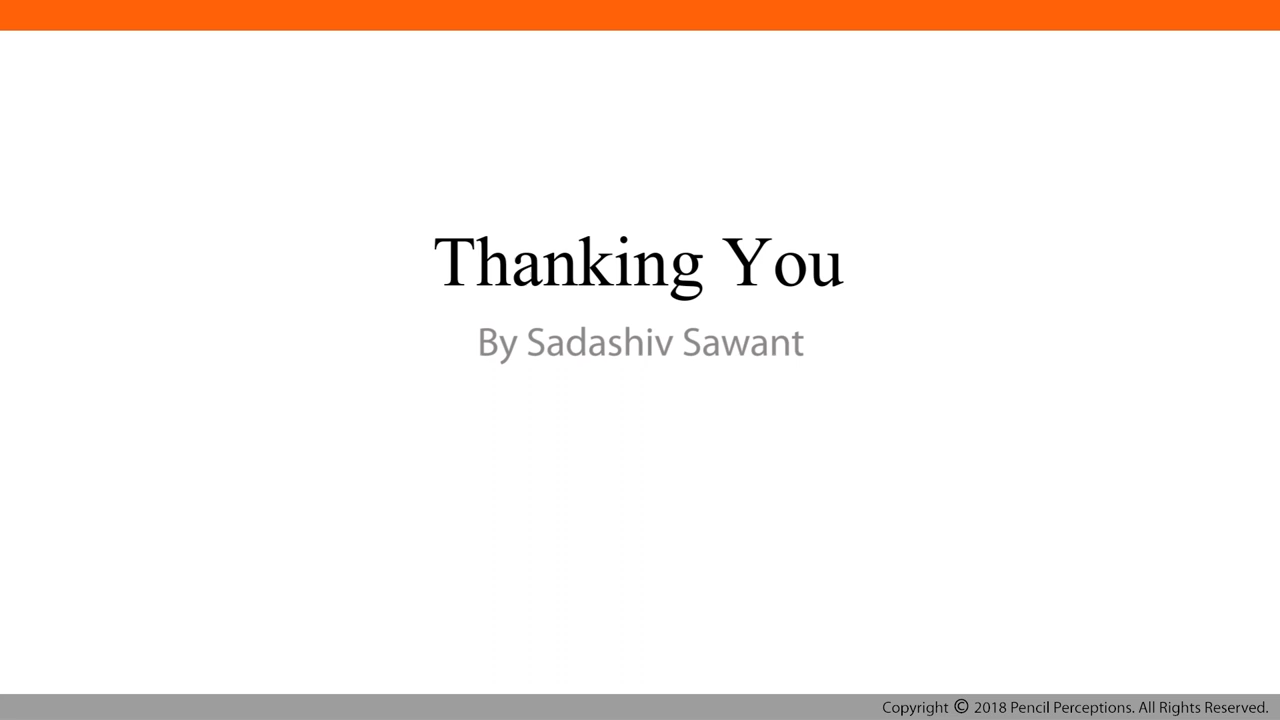 Thanking You
By Sadashiv Sawant
Copyright © 2018 Pencil Perceptions. All Rights Reserved.